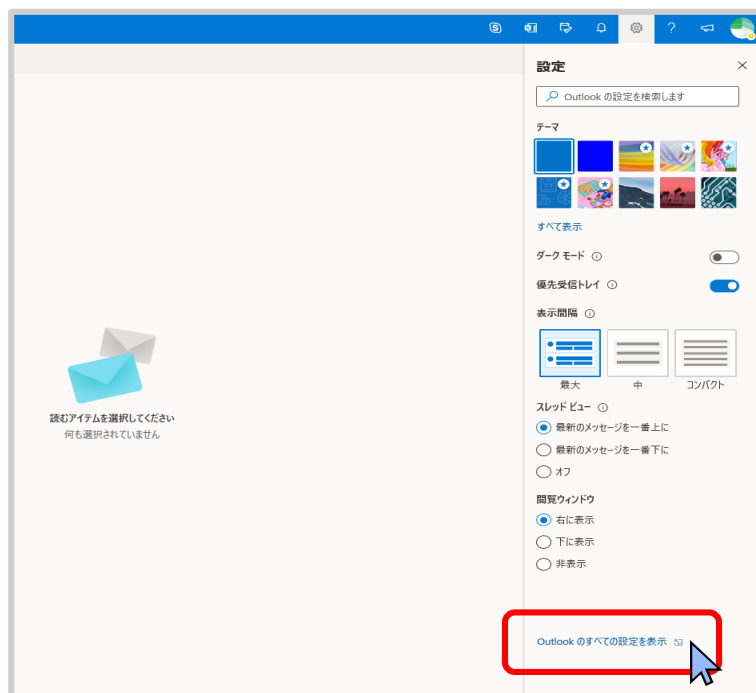 設定
Outlook の設定を検索します
テーマ
すべて表示
ダーク モード
優先受信トレイ
表示間隔
最大 中 コンパクト
スレッド ビュー
最新のメッセージを一番上に
最新のメッセージを一番下に
オフ
閲覧ウィンドウ
右に表示
下に表示
非表示
Outlook のすべての設定を表示
読むアイテムを選択してください
何も選択されていません